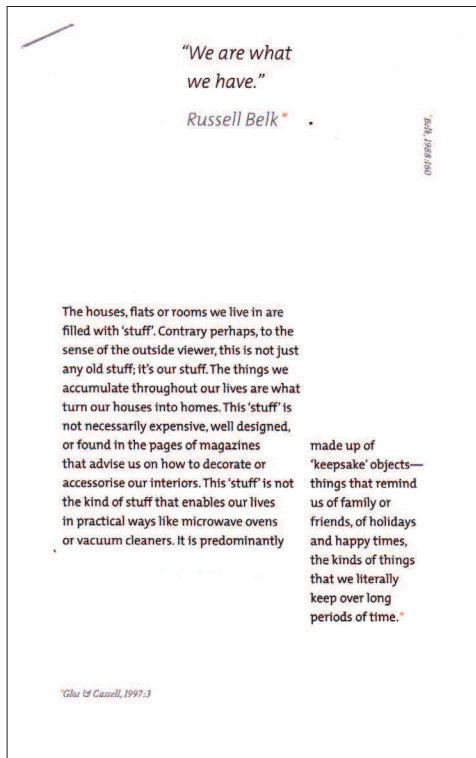 “We are what
we have.”
Russell Belk*
*Belk, 1988:160
The houses, flats or rooms we live in are
filled with ‘stuff’. Contrary perhaps, to the
sense of the outside viewer, this is not just
any old stuff; it’s our stuff. The things we
accumulate throughout our lives are what
turn our houses into homes. This ‘stuff’ is
not necessarily expensive, well designed,
or found in the pages of magazines
that advise us on how to decorate or
accessorise our interiors. This ‘stuff’ is not
the kind of stuff that enables our lives
in practical ways like microwave ovens
or vacuum cleaners. It is predominantly
made up of
‘keepsake’ objects—
things that remind
us of family or
friends, of holidays
and happy times,
the kinds of things
that we literally
keep over long
periods of time.*
*Glos & Cassell, 1997:3